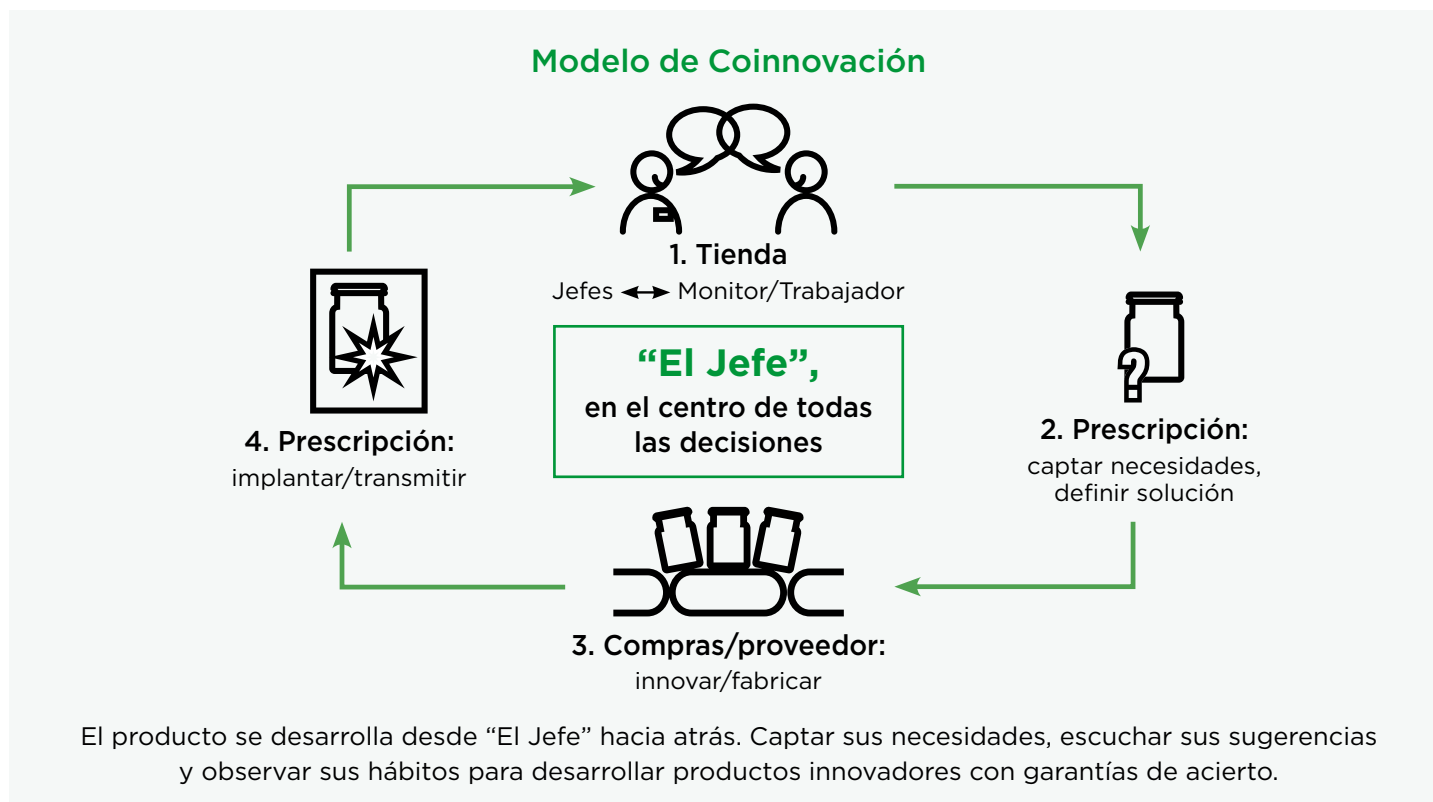 Modelo de Coinnovación
1. Tienda
Jefes ↔ Monitor/Trabajador
“El Jefe”,
en el centro de todas
las decisiones
2. Prescripción:
captar necesidades,
definir solución
3. Compras/proveedor:
innovar/fabricar
4. Prescripción:
implantar/transmitir
El producto se desarrolla desde “El Jefe” hacia atrás. Captar sus necesidades, escuchar sus sugerencias
y observar sus hábitos para desarrollar productos innovadores con garantías de acierto.